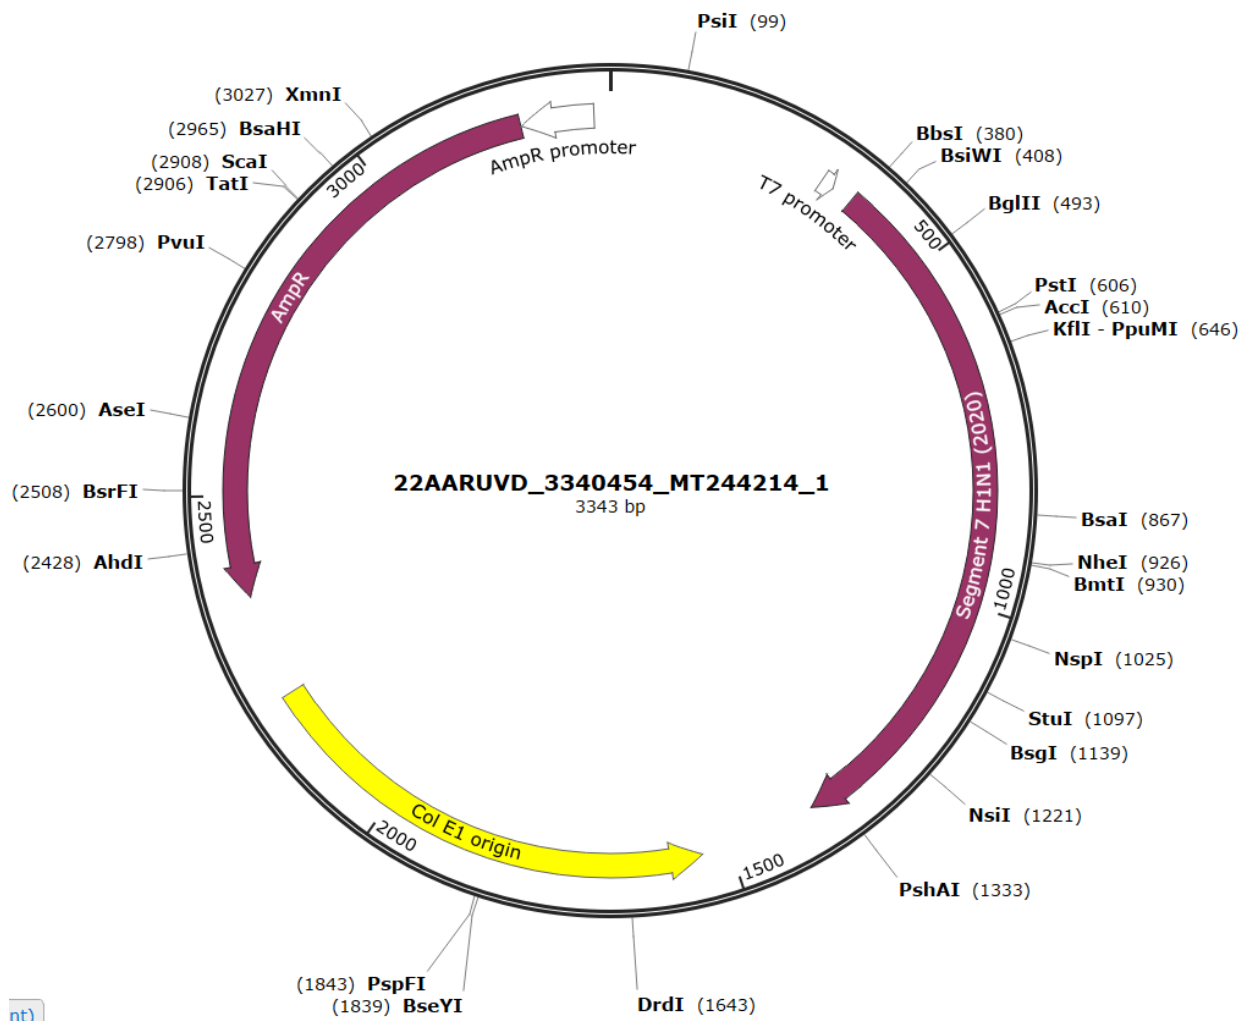 PsiI (99)
(3027) XmnI
(2965) BsaHI
(2908) ScaI
(2906) TatI
3000
AmpR promoter
BbsI (380)
BsiWI (408)
T7 promoter
BglII (493)
500
(2798) PvuI
AmpR
PstI (606)
AccI (610)
KflI - PpuMI (646)
(2600) AseI
Segment 7 H1N1 (2020)
22AARUVD_3340454_MT244214_1
3343 bp
(2508) BsrFI
2500
BsaI (867)
(2428) AhdI
NheI (926)
BmtI (930)
1000
NspI (1025)
StuI (1097)
BsgI (1139)
NsiI (1221)
Col E1 origin
2000
1500
PshAI (1333)
(1843) PspFI
(1839) BseYI
DrdI (1643)
nt)